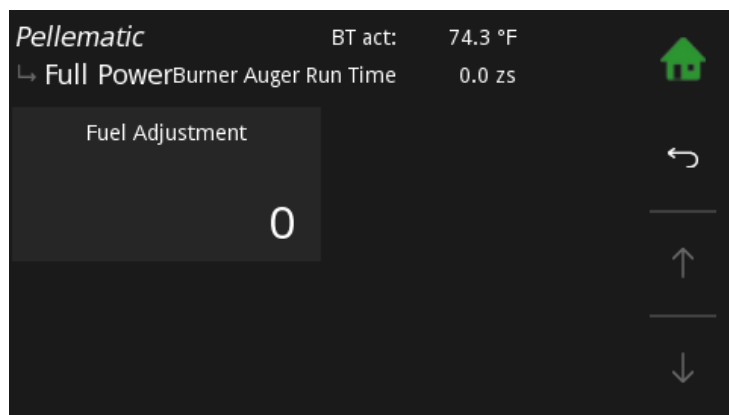 Pellematic BT act: 74.3 °F
Full Power Burner Auger Run Time 0.0 zs
Fuel Adjustment
0